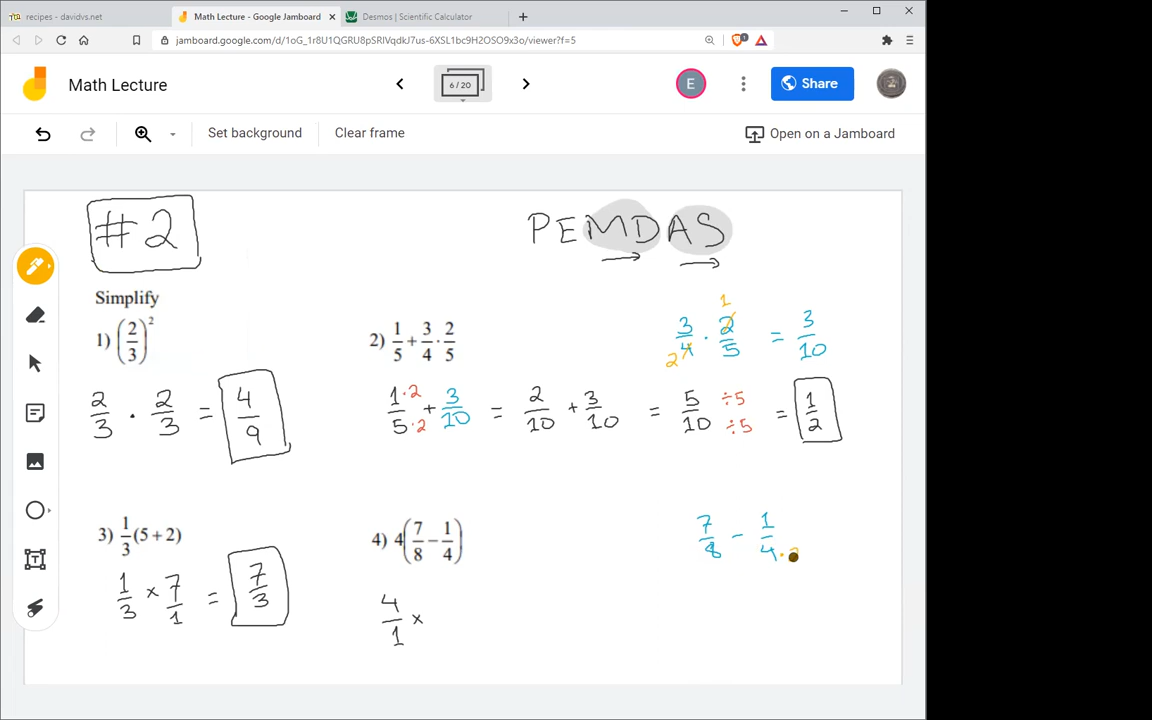 recipes - davidvs.net
Math Lecture - Google Jamboard
Desmos | Scientific Calculator
jamboard.google.com/d/1oG_1r8U1QGRU8pSRIVqdkJ7us-6XSL1bc9H2OSO9x3o/viewer?f=5
1
Math Lecture
6 / 20
E
Share
Set background
Clear frame
Open on a Jamboard
#2
PEMDAS
Simplify
1) (2/3)²
2) 1/5 + 3/4 · 2/5
3/4 · 2/5 = 3/10
2 1
2/3 · 2/3 = 4/9
1·2/5·2 + 3/10 = 2/10 + 3/10 = 5/10 ÷5/÷5 = 1/2
3) 1/3 (5 + 2)
4) 4(7/8 − 1/4)
7/8 - 1/4·
1/3 × 7/1 = 7/3
4/1 ×